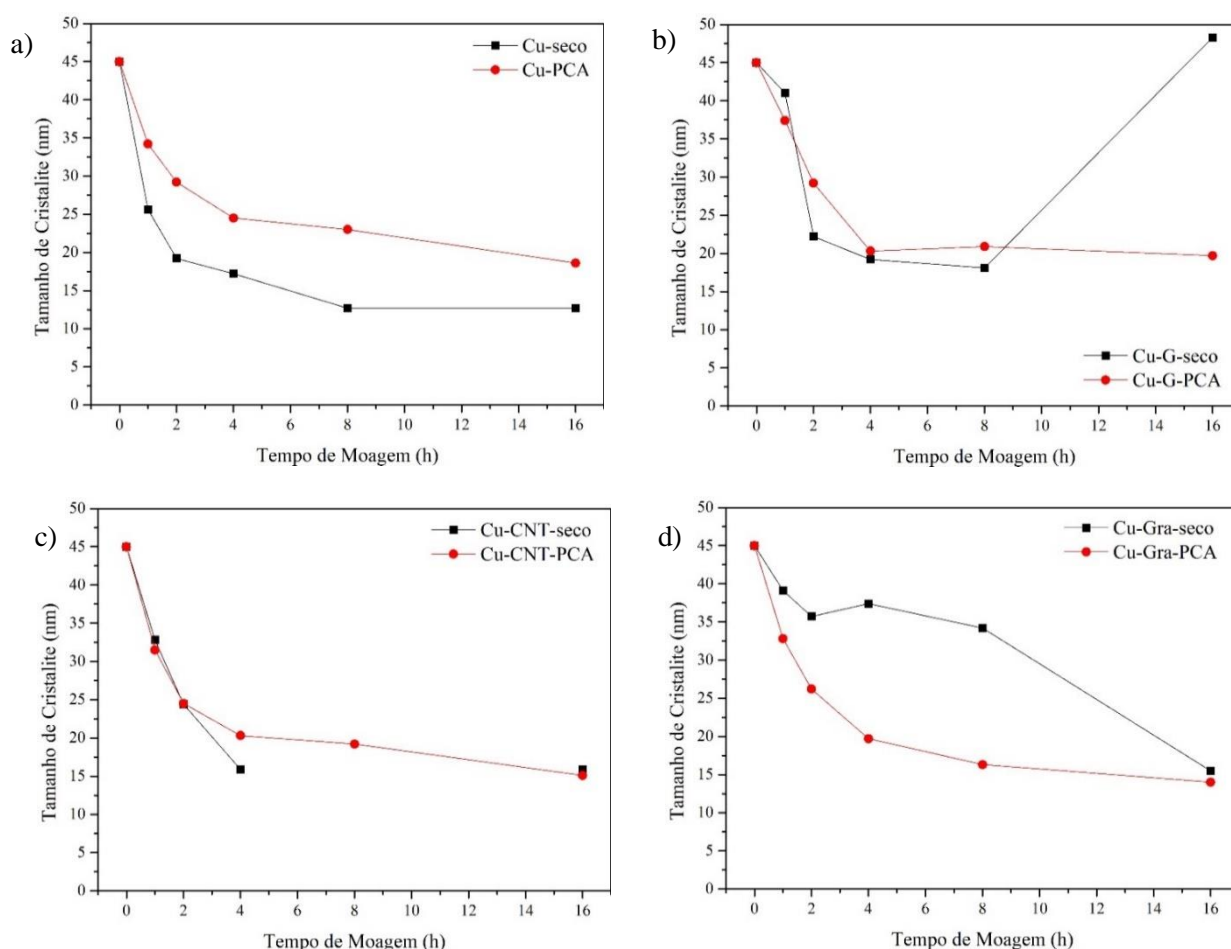 a)
50
45
40
35
30
25
20
15
10
5
0
Tamanho de Cristalite (nm)
Cu-seco
Cu-PCA
0 2 4 6 8 10 12 14 16
Tempo de Moagem (h)
b)
50
45
40
35
30
25
20
15
10
5
0
Tamanho de Cristalite (nm)
Cu-G-seco
Cu-G-PCA
0 2 4 6 8 10 12 14 16
Tempo de Moagem (h)
c)
50
45
40
35
30
25
20
15
10
5
0
Tamanho de Cristalite (nm)
Cu-CNT-seco
Cu-CNT-PCA
0 2 4 6 8 10 12 14 16
Tempo de Moagem (h)
d)
50
45
40
35
30
25
20
15
10
5
0
Tamanho de Cristalite (nm)
Cu-Gra-seco
Cu-Gra-PCA
0 2 4 6 8 10 12 14 16
Tempo de Moagem (h)